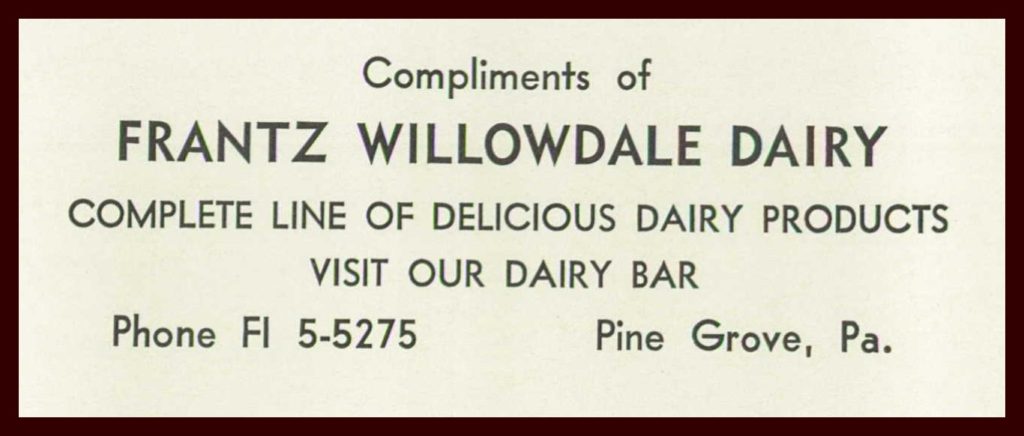 Compliments of
FRANTZ WILLOWDALE DAIRY
COMPLETE LINE OF DELICIOUS DAIRY PRODUCTS
VISIT OUR DAIRY BAR
Phone FI 5-5275 Pine Grove, Pa.